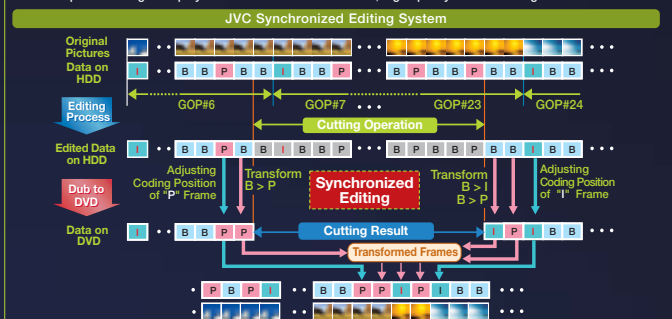 JVC Synchronized Editing System
Original
Pictures
Data on
HDD
I • • B B P B B I B B P • • • B P B B P B B I B B • • •
GOP#6 GOP#7 • • • GOP#23 GOP#24
Editing
Process
Cutting Operation
Edited Data
on HDD
I • • B B P B B I B B P • • • B P B B P B B I B B • • •
Adjusting
Coding Position
of "P" Frame
Transform
B > P
Synchronized
Editing
Transform
B > I
B > P
Adjusting
Coding Position
of "I" Frame
Dub to
DVD
Data on
DVD
I • • B B P P
Cutting Result
I P I B B • • •
Transformed Frames
• P B P I • • B B P P I P I B B • • •